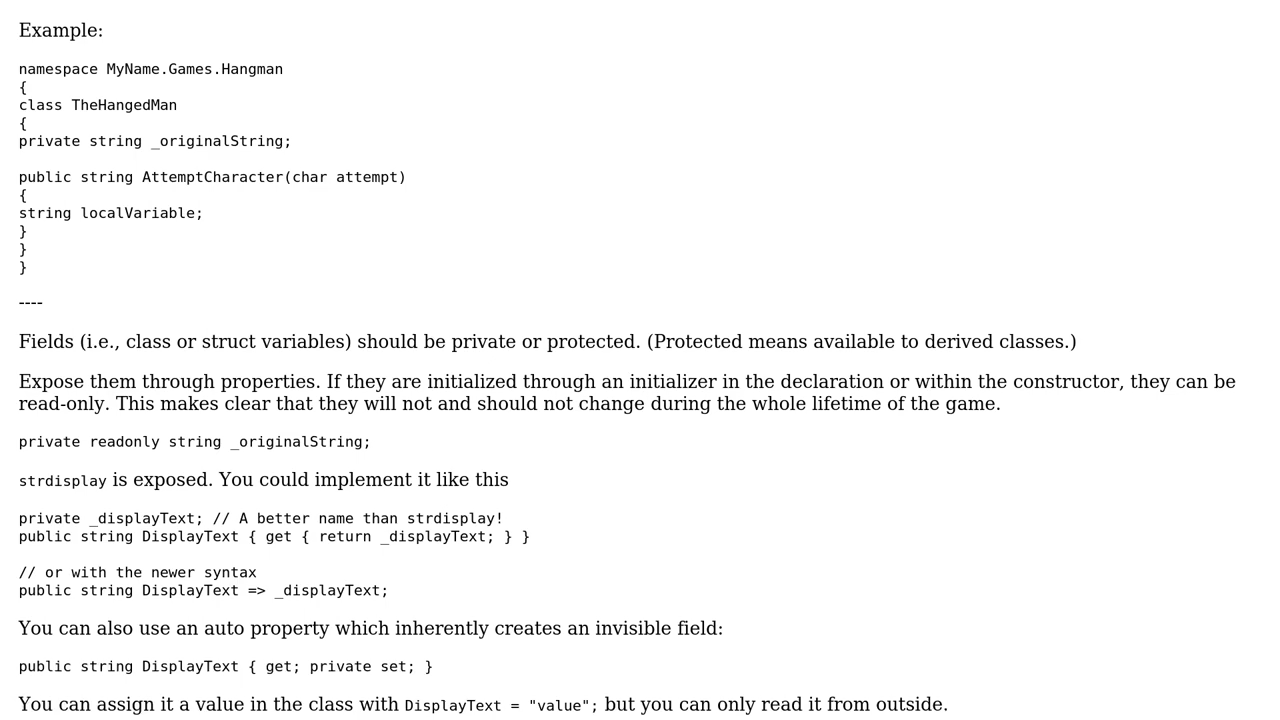 Example:
namespace MyName.Games.Hangman
{
class TheHangedMan
{
private string _originalString;
public string AttemptCharacter(char attempt)
{
string localVariable;
}
}
}
----
Fields (i.e., class or struct variables) should be private or protected. (Protected means available to derived classes.)
Expose them through properties. If they are initialized through an initializer in the declaration or within the constructor, they can be
read-only. This makes clear that they will not and should not change during the whole lifetime of the game.
private readonly string _originalString;
strdisplay is exposed. You could implement it like this
private _displayText; // A better name than strdisplay!
public string DisplayText { get { return _displayText; } }
// or with the newer syntax
public string DisplayText => _displayText;
You can also use an auto property which inherently creates an invisible field:
public string DisplayText { get; private set; }
You can assign it a value in the class with DisplayText = "value"; but you can only read it from outside.